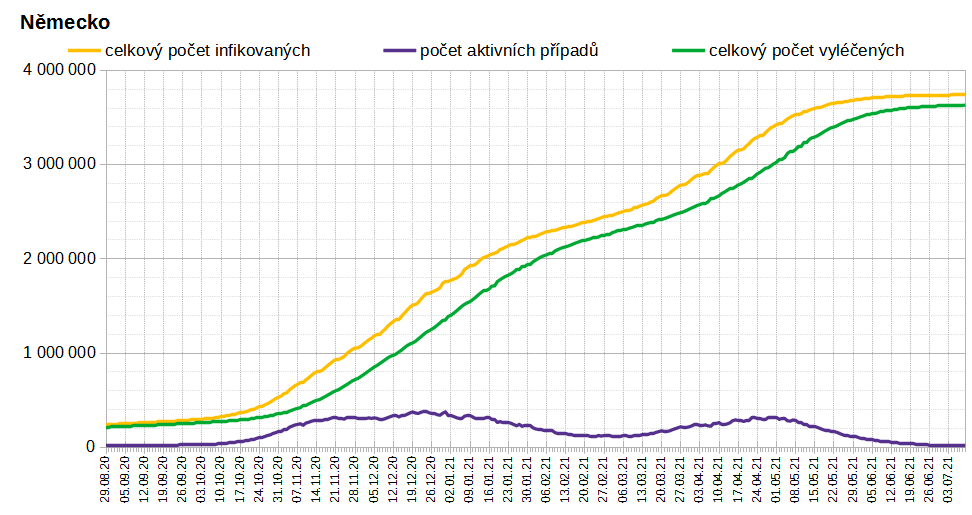 Německo
celkový počet infikovaných počet aktivních případů celkový počet vyléčených
4 000 000
3 000 000
2 000 000
1 000 000
0
29.08.20 05.09.20 12.09.20 19.09.20 26.09.20 03.10.20 10.10.20 17.10.20 24.10.20 31.10.20 07.11.20 14.11.20 21.11.20 28.11.20 05.12.20 12.12.20 19.12.20 26.12.20 02.01.21 09.01.21 16.01.21 23.01.21 30.01.21 06.02.21 13.02.21 20.02.21 27.02.21 06.03.21 13.03.21 20.03.21 27.03.21 03.04.21 10.04.21 17.04.21 24.04.21 01.05.21 08.05.21 15.05.21 22.05.21 29.05.21 05.06.21 12.06.21 19.06.21 26.06.21 03.07.21